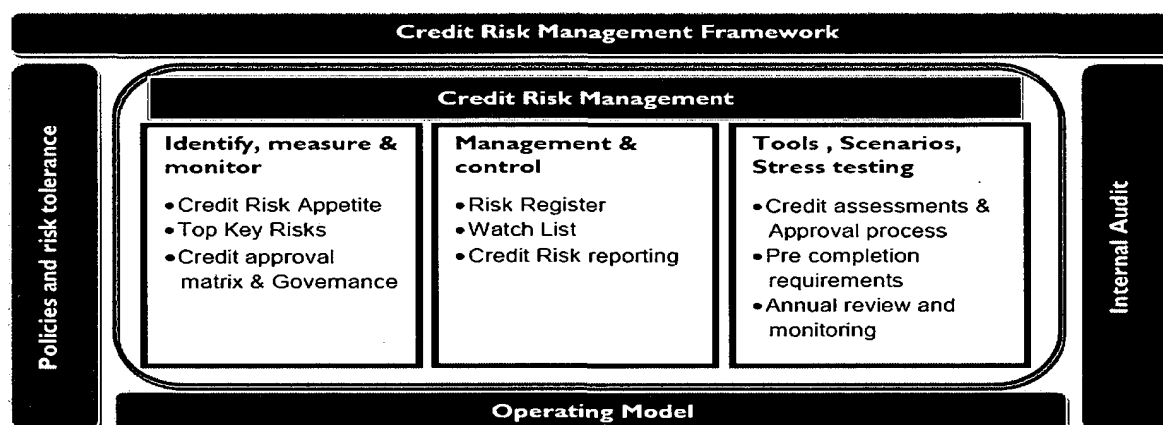 Credit Risk Management Framework
Policies and risk tolerance
Credit Risk Management
Identify, measure &
monitor
•Credit Risk Appetite
•Top Key Risks
•Credit approval
matrix & Governance
Management &
control
•Risk Register
•Watch List
•Credit Risk reporting
Tools , Scenarios,
Stress testing
•Credit assessments &
Approval process
•Pre completion
requirements
•Annual review and
monitoring
Internal Audit
Operating Model